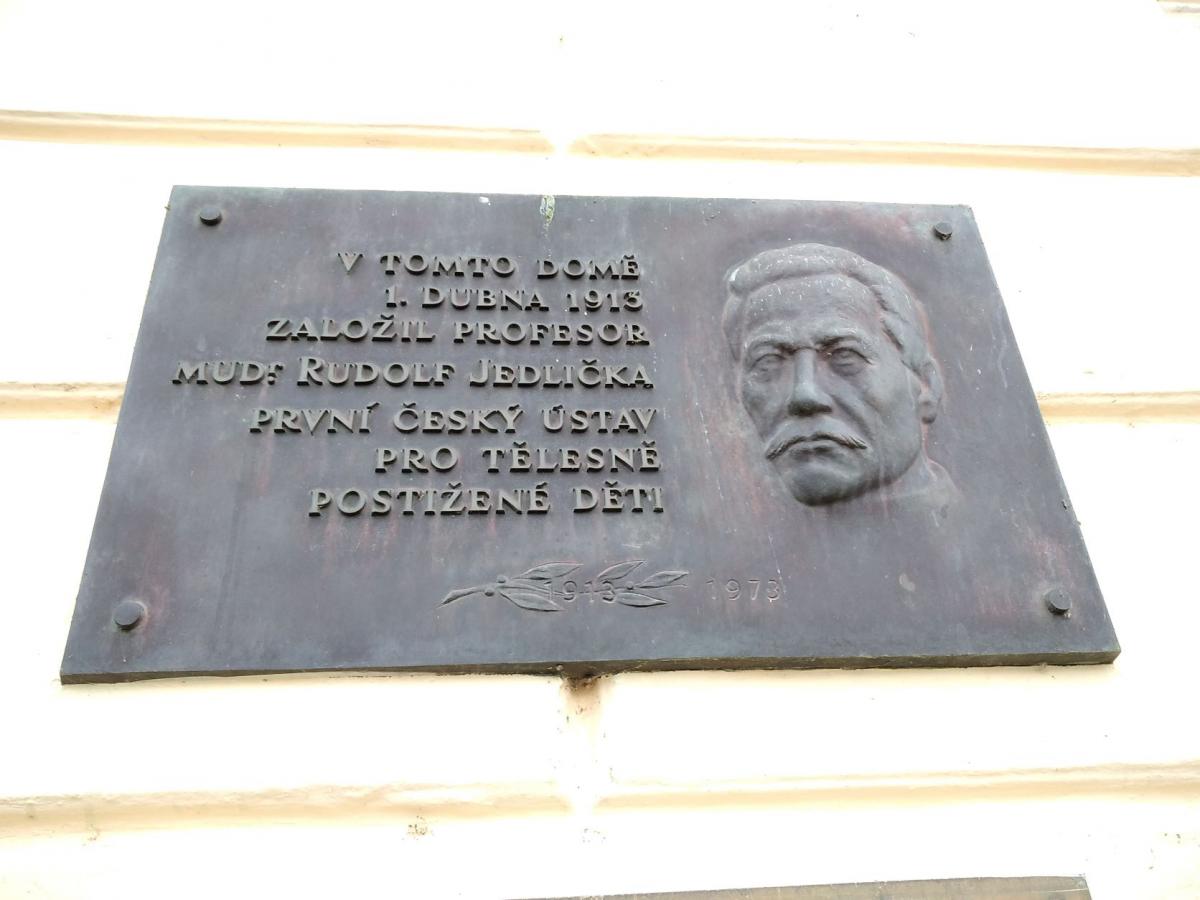 V TOMTO DOMĚ
1. DUBNA 1913
ZALOŽIL PROFESOR
MUDr. RUDOLF JEDLIČKA
PRVNÍ ČESKÝ ÚSTAV
PRO TĚLESNĚ
POSTIŽENÉ DĚTI
1913 1973